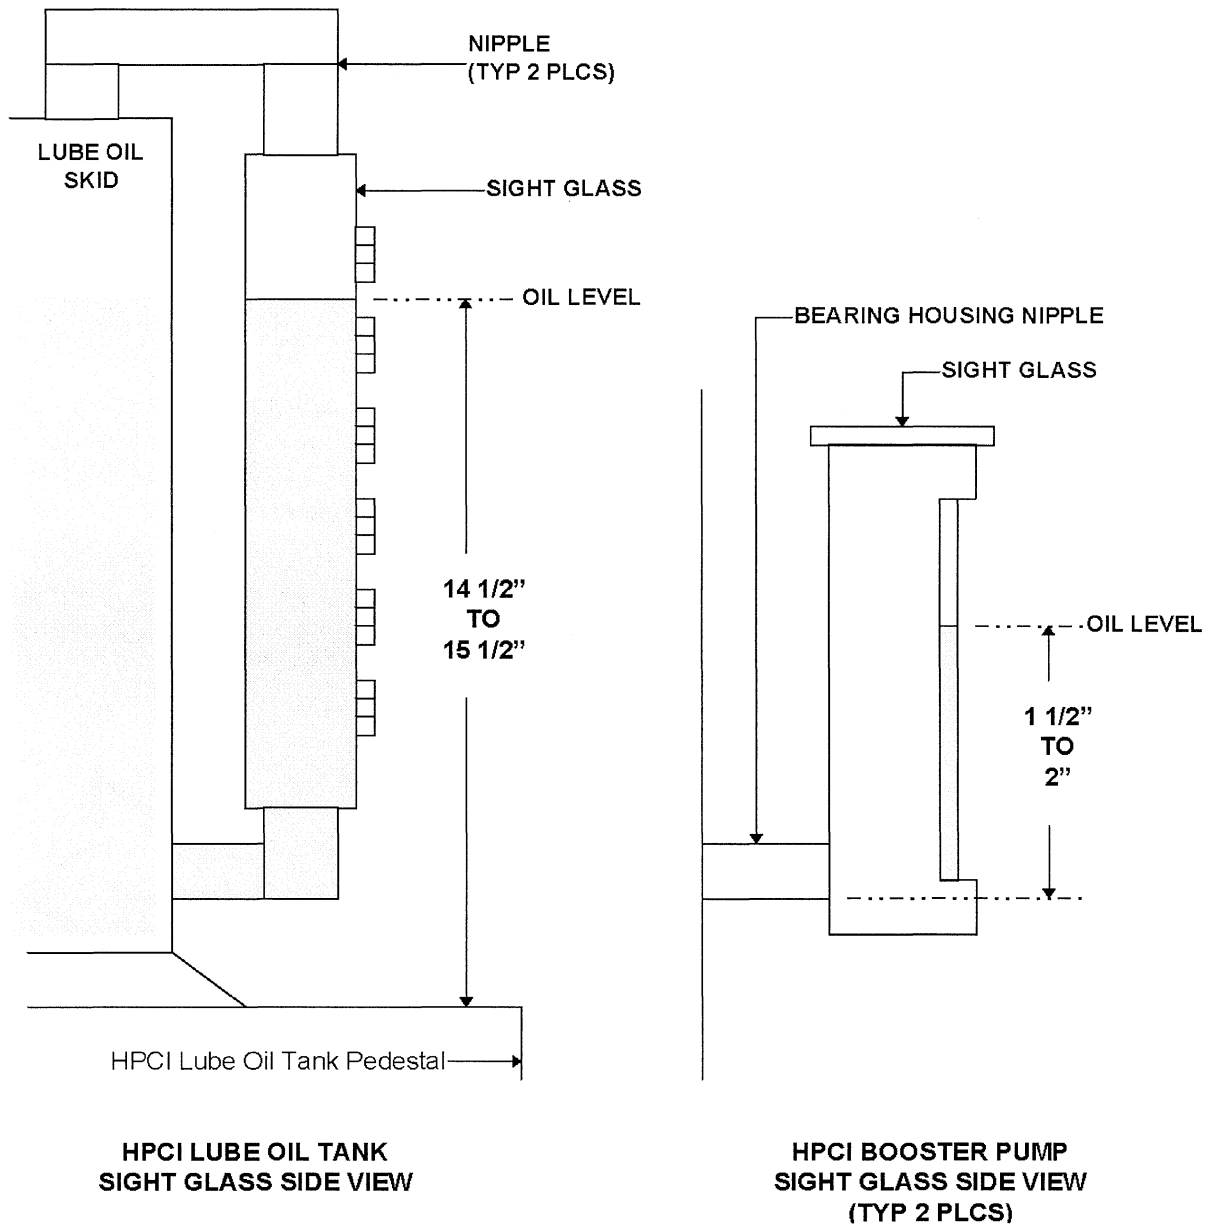 NIPPLE
(TYP 2 PLCS)
LUBE OIL
SKID
SIGHT GLASS
OIL LEVEL
14 1/2”
TO
15 1/2”
HPCI Lube Oil Tank Pedestal
HPCI LUBE OIL TANK
SIGHT GLASS SIDE VIEW
BEARING HOUSING NIPPLE
SIGHT GLASS
OIL LEVEL
1 1/2”
TO
2”
HPCI BOOSTER PUMP
SIGHT GLASS SIDE VIEW
(TYP 2 PLCS)